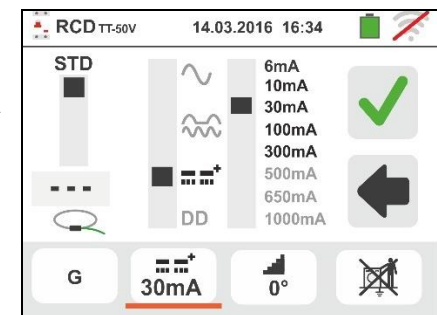 RCD TT-50V 14.03.2016 16:34
STD
6mA
10mA
30mA
100mA
300mA
500mA
650mA
1000mA
DD
- - -
G
30mA
0°